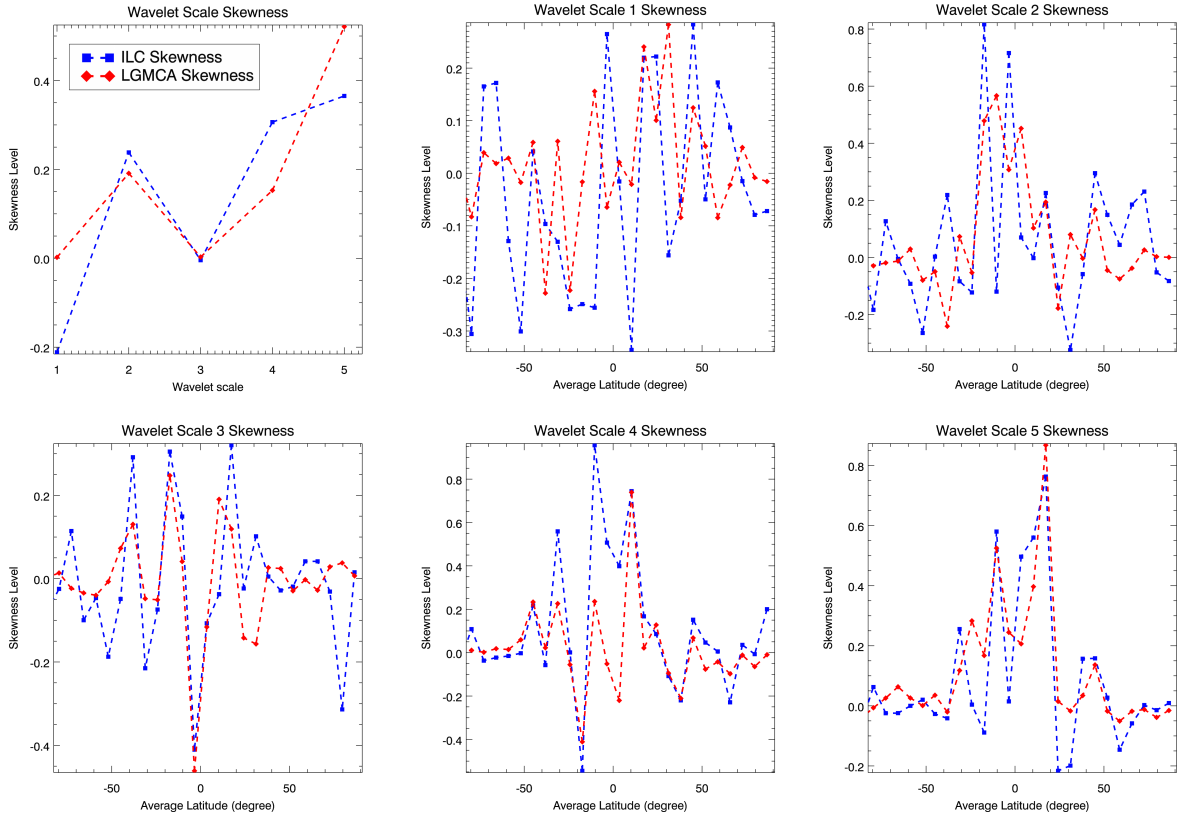 Wavelet Scale Skewness
Skewness Level
0.4
0.2
0.0
-0.2
ILC Skewness
LGMCA Skewness
1 2 3 4 5
Wavelet scale
Wavelet Scale 1 Skewness
Skewness Level
0.2
0.1
0.0
-0.1
-0.2
-0.3
-50 0 50
Average Latitude (degree)
Wavelet Scale 2 Skewness
Skewness Level
0.8
0.6
0.4
0.2
0.0
-0.2
-50 0 50
Average Latitude (degree)
Wavelet Scale 3 Skewness
Skewness Level
0.2
0.0
-0.2
-0.4
-50 0 50
Average Latitude (degree)
Wavelet Scale 4 Skewness
Skewness Level
0.8
0.6
0.4
0.2
0.0
-0.2
-0.4
-50 0 50
Average Latitude (degree)
Wavelet Scale 5 Skewness
Skewness Level
0.8
0.6
0.4
0.2
0.0
-0.2
-50 0 50
Average Latitude (degree)